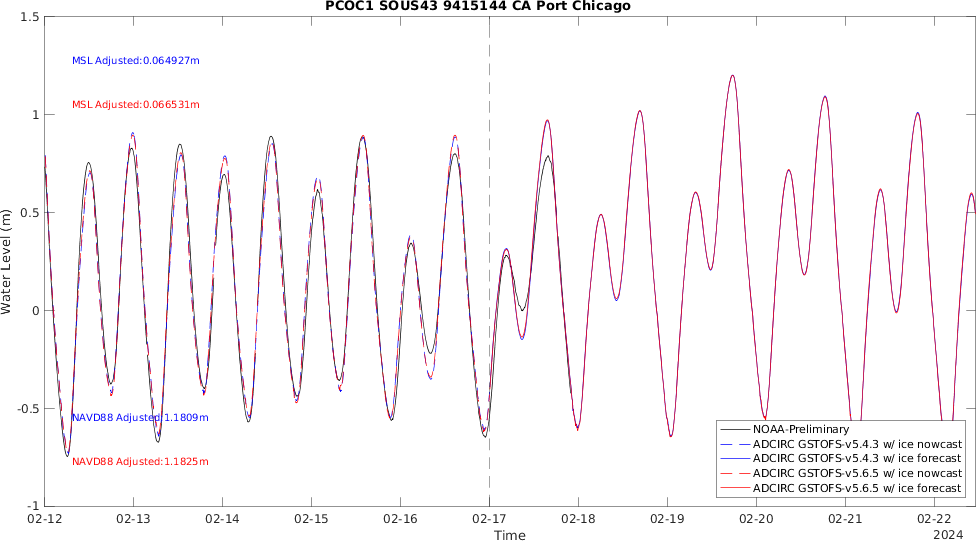 PCOC1 SOUS43 9415144 CA Port Chicago
1.5
1
0.5
0
-0.5
-1
Water Level (m)
MSL Adjusted:0.064927m
MSL Adjusted:0.066531m
NAVD88 Adjusted:1.1809m
NAVD88 Adjusted:1.1825m
NOAA-Preliminary
ADCIRC GSTOFS-v5.4.3 w/ ice nowcast
ADCIRC GSTOFS-v5.4.3 w/ ice forecast
ADCIRC GSTOFS-v5.6.5 w/ ice nowcast
ADCIRC GSTOFS-v5.6.5 w/ ice forecast
02-12 02-13 02-14 02-15 02-16 02-17 02-18 02-19 02-20 02-21 02-22
Time
2024